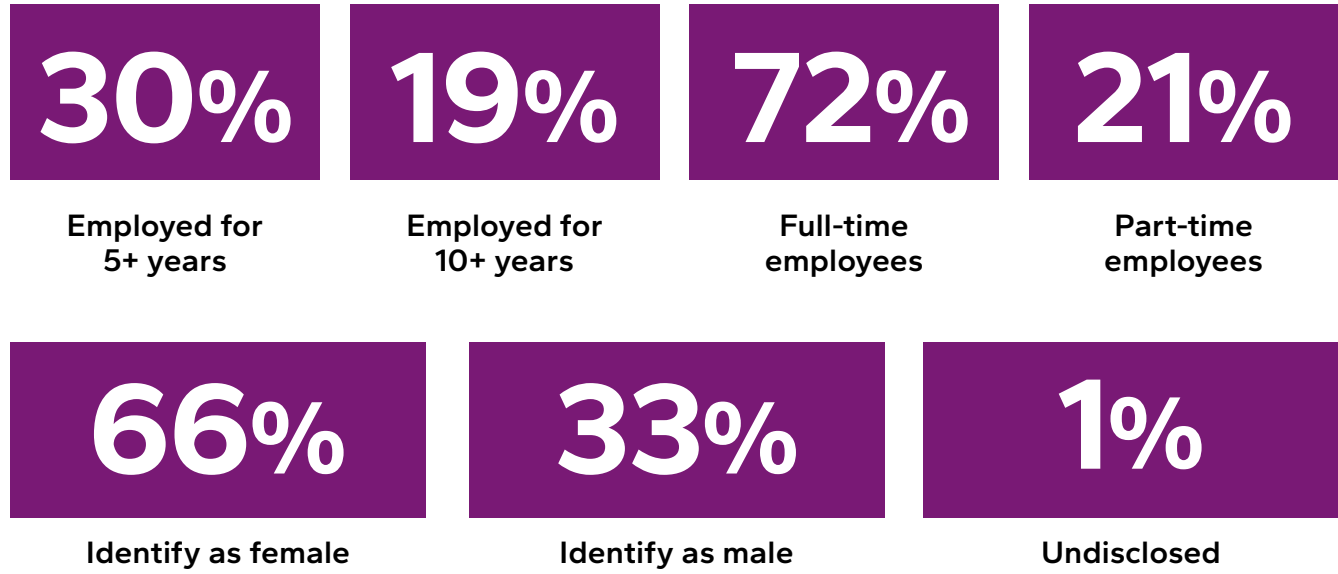 30% 19% 72% 21%
Employed for Employed for Full-time Part-time
5+ years 10+ years employees employees
66% 33% 1%
Identify as female Identify as male Undisclosed